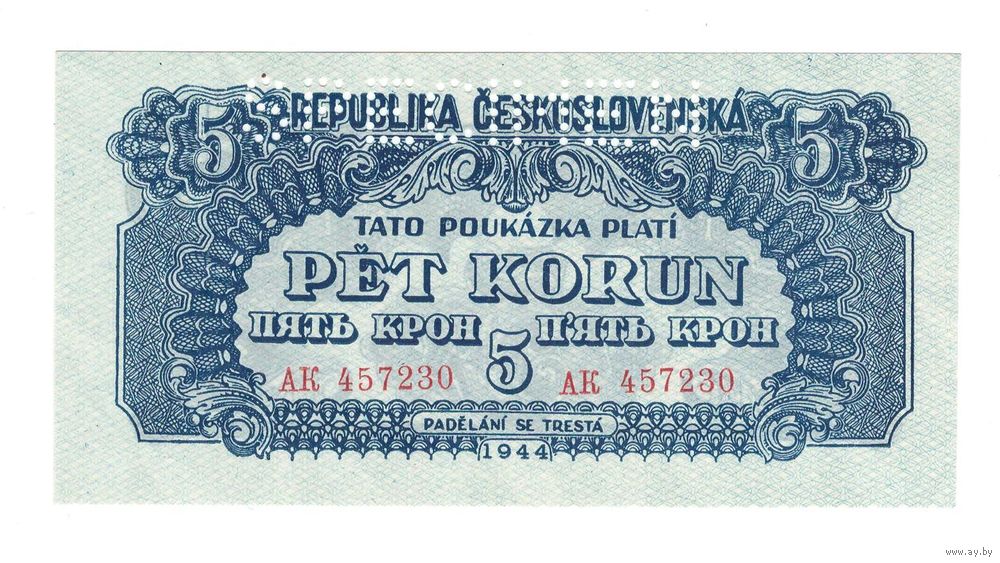 5 REPUBLIKA ČESKOSLOVENSKÁ 5
TATO POUKÁZKA PLATÍ
PĚT KORUN
ПЯТЬ КРОН 5 П'ЯТЬ КРОН
АК 457230 АК 457230
PADĚLÁNÍ SE TRESTÁ
1944
www.ay.by